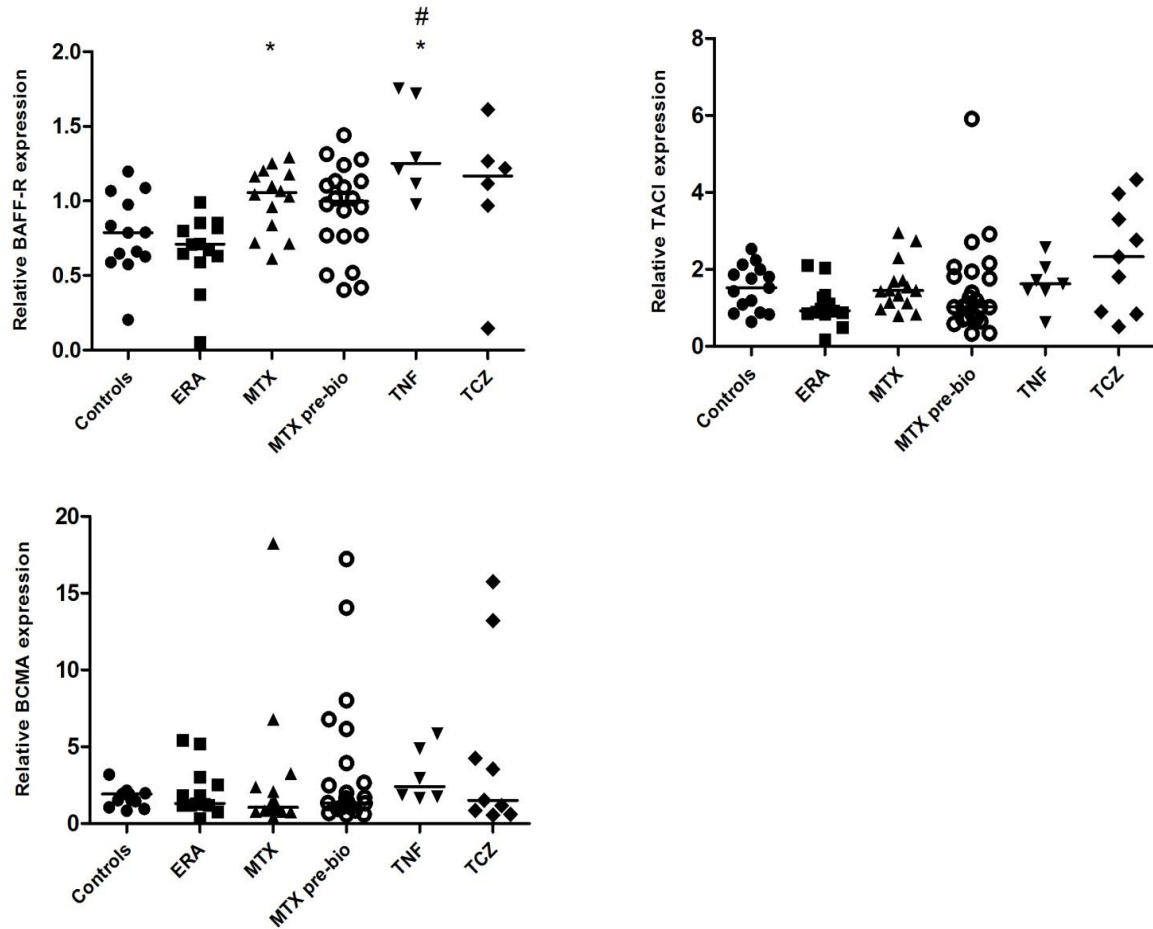 #
* *
Relative BAFF-R expression
2.0
1.5
1.0
0.5
0.0
Controls
ERA
MTX
MTX pre-bio
TNF
TCZ
Relative TACI expression
8
6
4
2
0
Controls
ERA
MTX
MTX pre-bio
TNF
TCZ
Relative BCMA expression
20
15
10
5
0
Controls
ERA
MTX
MTX pre-bio
TNF
TCZ